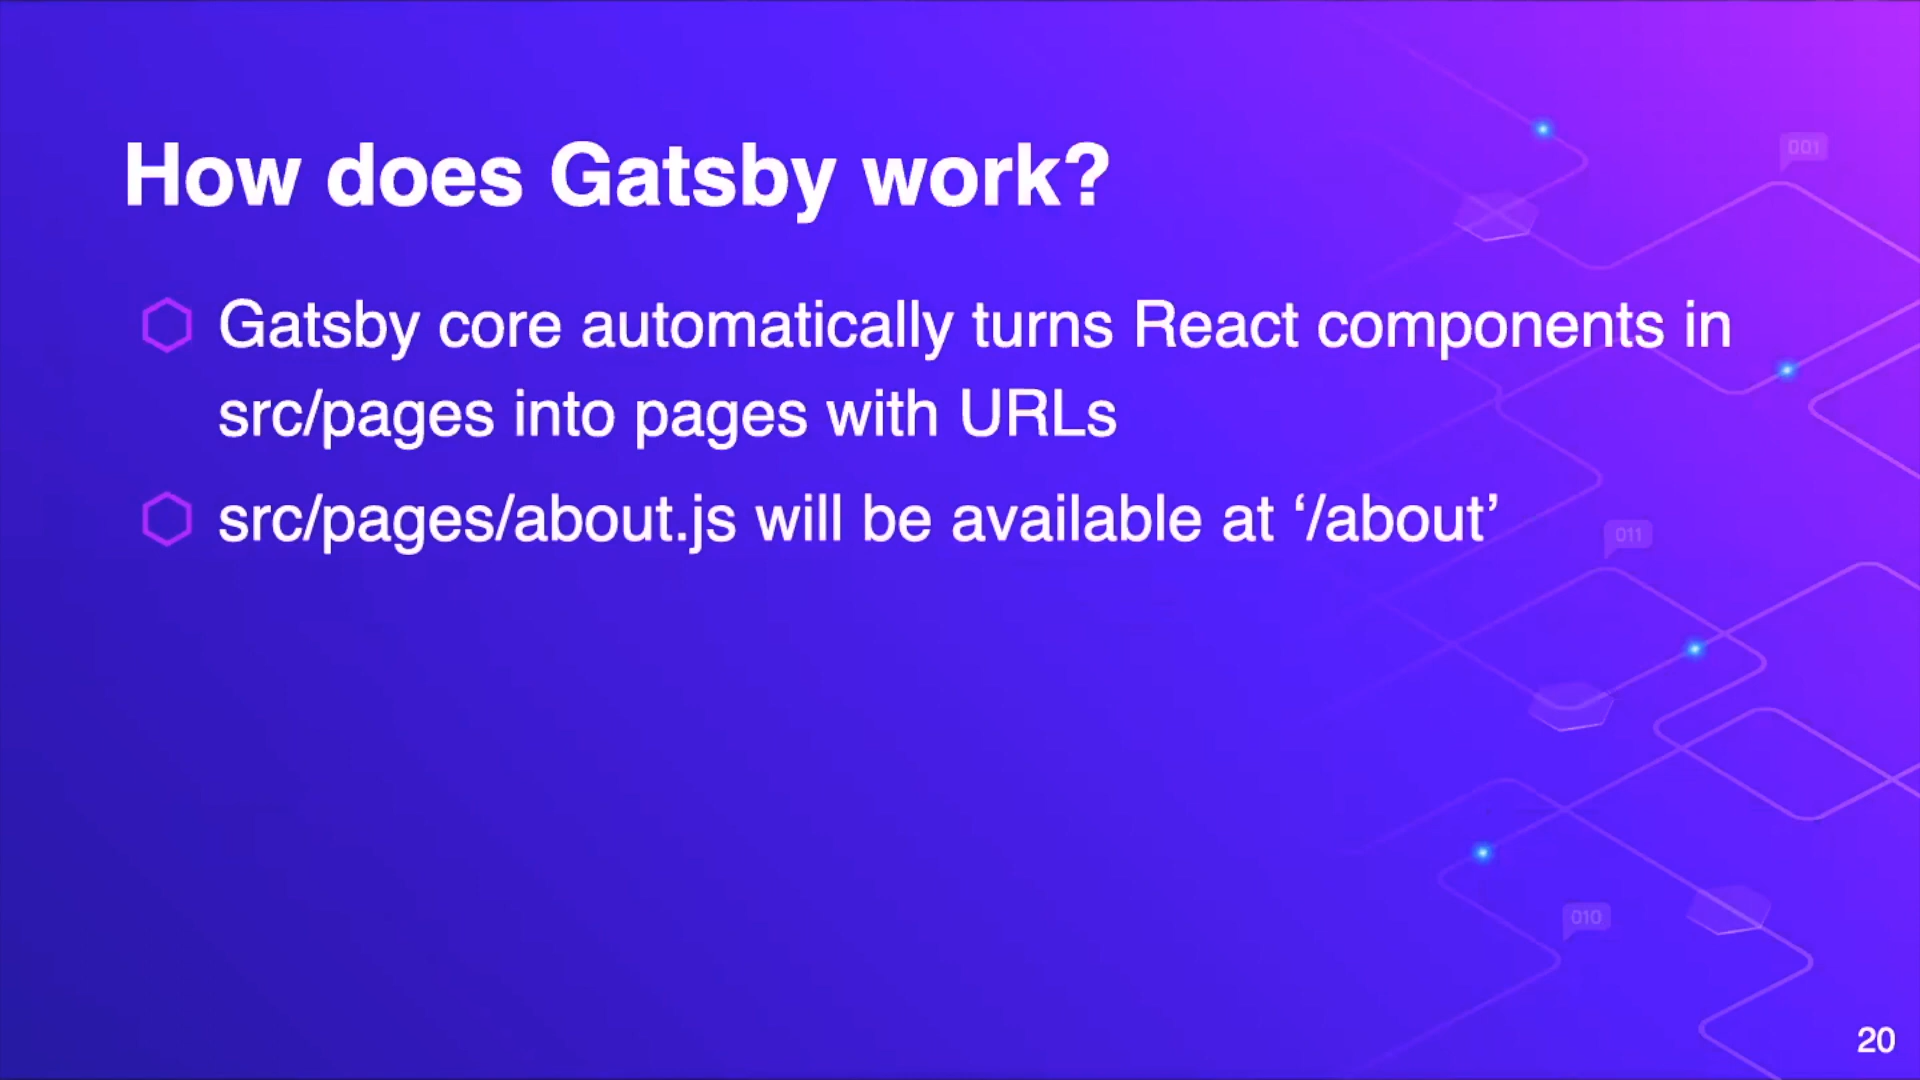 How does Gatsby work?
Gatsby core automatically turns React components in
src/pages into pages with URLs
src/pages/about.js will be available at ‘/about’
001
011
010
20